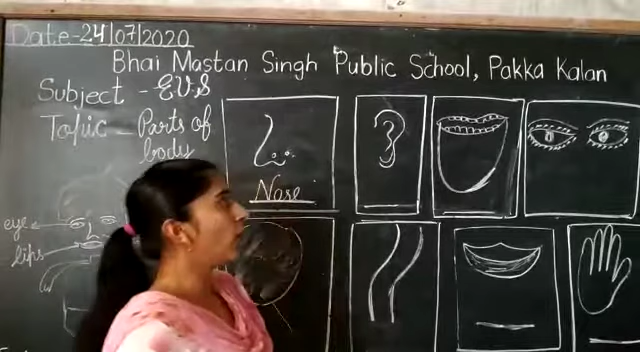 Date-24/07/2020
Bhai Mastan Singh Public School, Pakka Kalan
Subject - E.V.S
Topic - Parts of
body
Nose
eye
lips